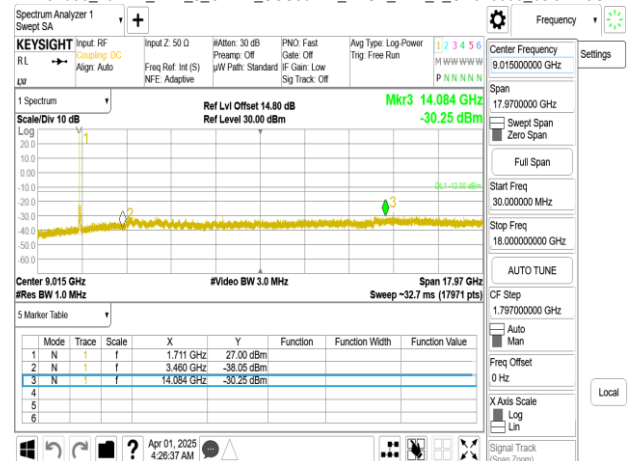 Spectrum Analyzer 1
Swept SA
Frequency
KEYSIGHT
RL
Input: RF
Coupling: DC
Align: Auto
Input Z: 50 Ω
Freq Ref: Int (S)
NFE: Adaptive
#Atten: 30 dB
Preamp: Off
µW Path: Standard
PNO: Fast
Gate: Off
IF Gain: Low
Sig Track: Off
Avg Type: Log-Power
Trig: Free Run
1 2 3 4 5 6
M W W W W W
P N N N N N
LXI
1 Spectrum
Scale/Div 10 dB
Ref Lvl Offset 14.80 dB
Ref Level 30.00 dBm
Mkr3 14.084 GHz
-30.25 dBm
Log
20.0
10.0
0.00
-10.0
-20.0
-30.0
-40.0
-50.0
-60.0
1
2
3
DL1 -13.00 dBm
Center 9.015 GHz
#Res BW 1.0 MHz
#Video BW 3.0 MHz
Span 17.97 GHz
Sweep ~32.7 ms (17971 pts)
5 Marker Table
Mode Trace Scale X Y Function Function Width Function Value
1 N 1 f 1.711 GHz 27.00 dBm
2 N 1 f 3.460 GHz -38.05 dBm
3 N 1 f 14.084 GHz -30.25 dBm
4
5
6
Apr 01, 2025
4:26:37 AM
Center Frequency
9.015000000 GHz
Settings
Span
17.9700000 GHz
Swept Span
Zero Span
Full Span
Start Freq
30.000000 MHz
Stop Freq
18.000000000 GHz
AUTO TUNE
CF Step
1.797000000 GHz
Auto
Man
Freq Offset
0 Hz
Local
X Axis Scale
Log
Lin
Signal Track
(Span Zoom)